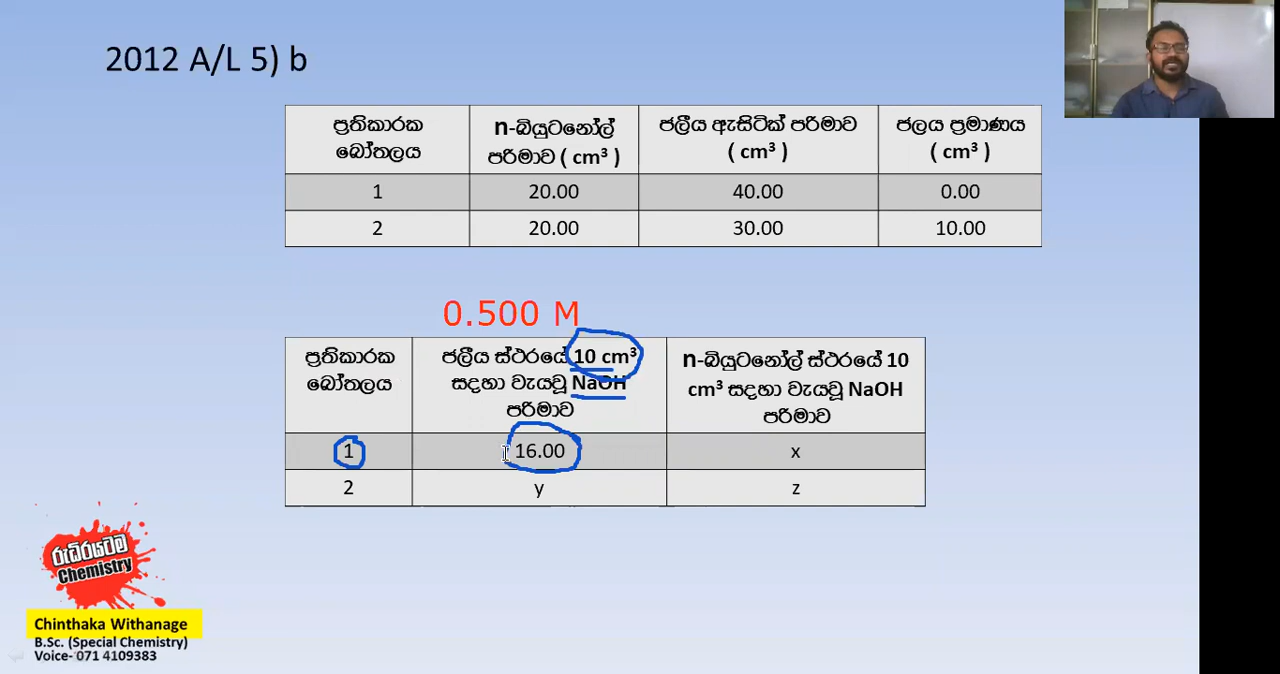 2012 A/L 5) b
ප්‍රතිකාරක
බෝතලය
n-බියුටනෝල්
පරිමාව ( cm³ )
ජලීය ඇසිටික් පරිමාව
( cm³ )
ජලය ප්‍රමාණය
( cm³ )
1
20.00
40.00
0.00
2
20.00
30.00
10.00
0.500 M
ප්‍රතිකාරක
බෝතලය
ජලීය ස්ථරයේ 10 cm³
සදහා වැයවූ NaOH
පරිමාව
n-බියුටනෝල් ස්ථරයේ 10
cm³ සදහා වැයවූ NaOH
පරිමාව
1
16.00
x
2
y
z
රුධිරයටම
Chemistry
Chinthaka Withanage
B.Sc. (Special Chemistry)
Voice- 071 4109383